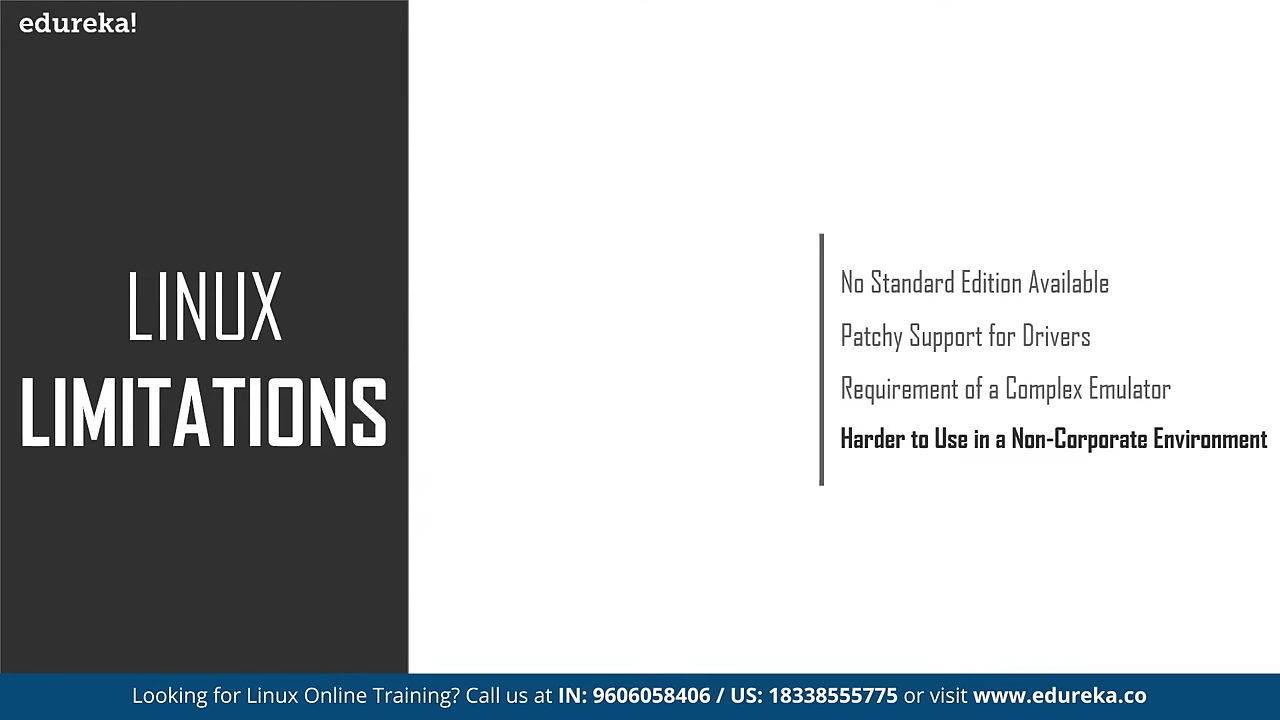 edureka!
LINUX
LIMITATIONS
No Standard Edition Available
Patchy Support for Drivers
Requirement of a Complex Emulator
Harder to Use in a Non-Corporate Environment
Looking for Linux Online Training? Call us at IN: 9606058406 / US: 18338555775 or visit www.edureka.co